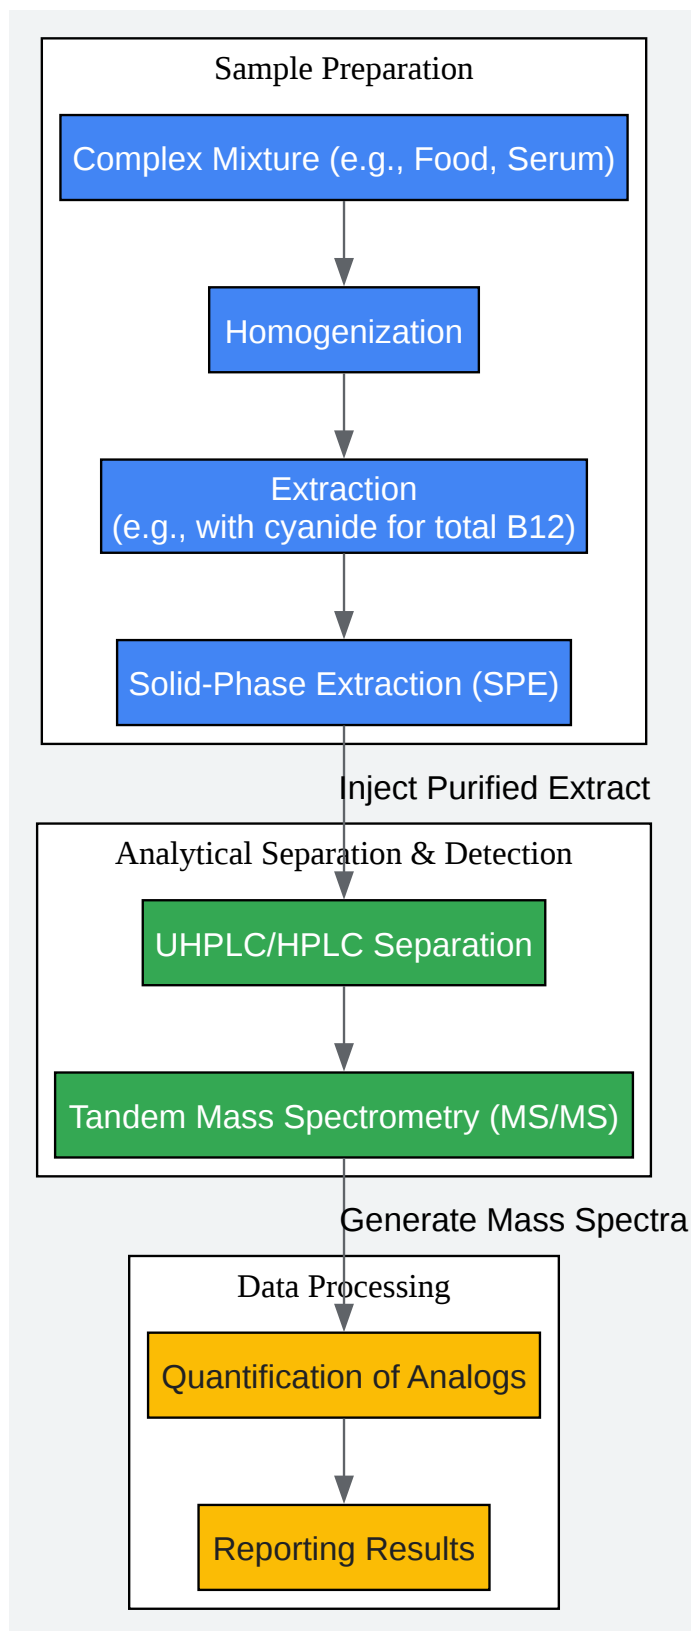 Sample Preparation
Complex Mixture (e.g., Food, Serum)
Homogenization
Extraction
(e.g., with cyanide for total B12)
Solid-Phase Extraction (SPE)
Inject Purified Extract
Analytical Separation & Detection
UHPLC/HPLC Separation
Tandem Mass Spectrometry (MS/MS)
Generate Mass Spectra
Data Processing
Quantification of Analogs
Reporting Results